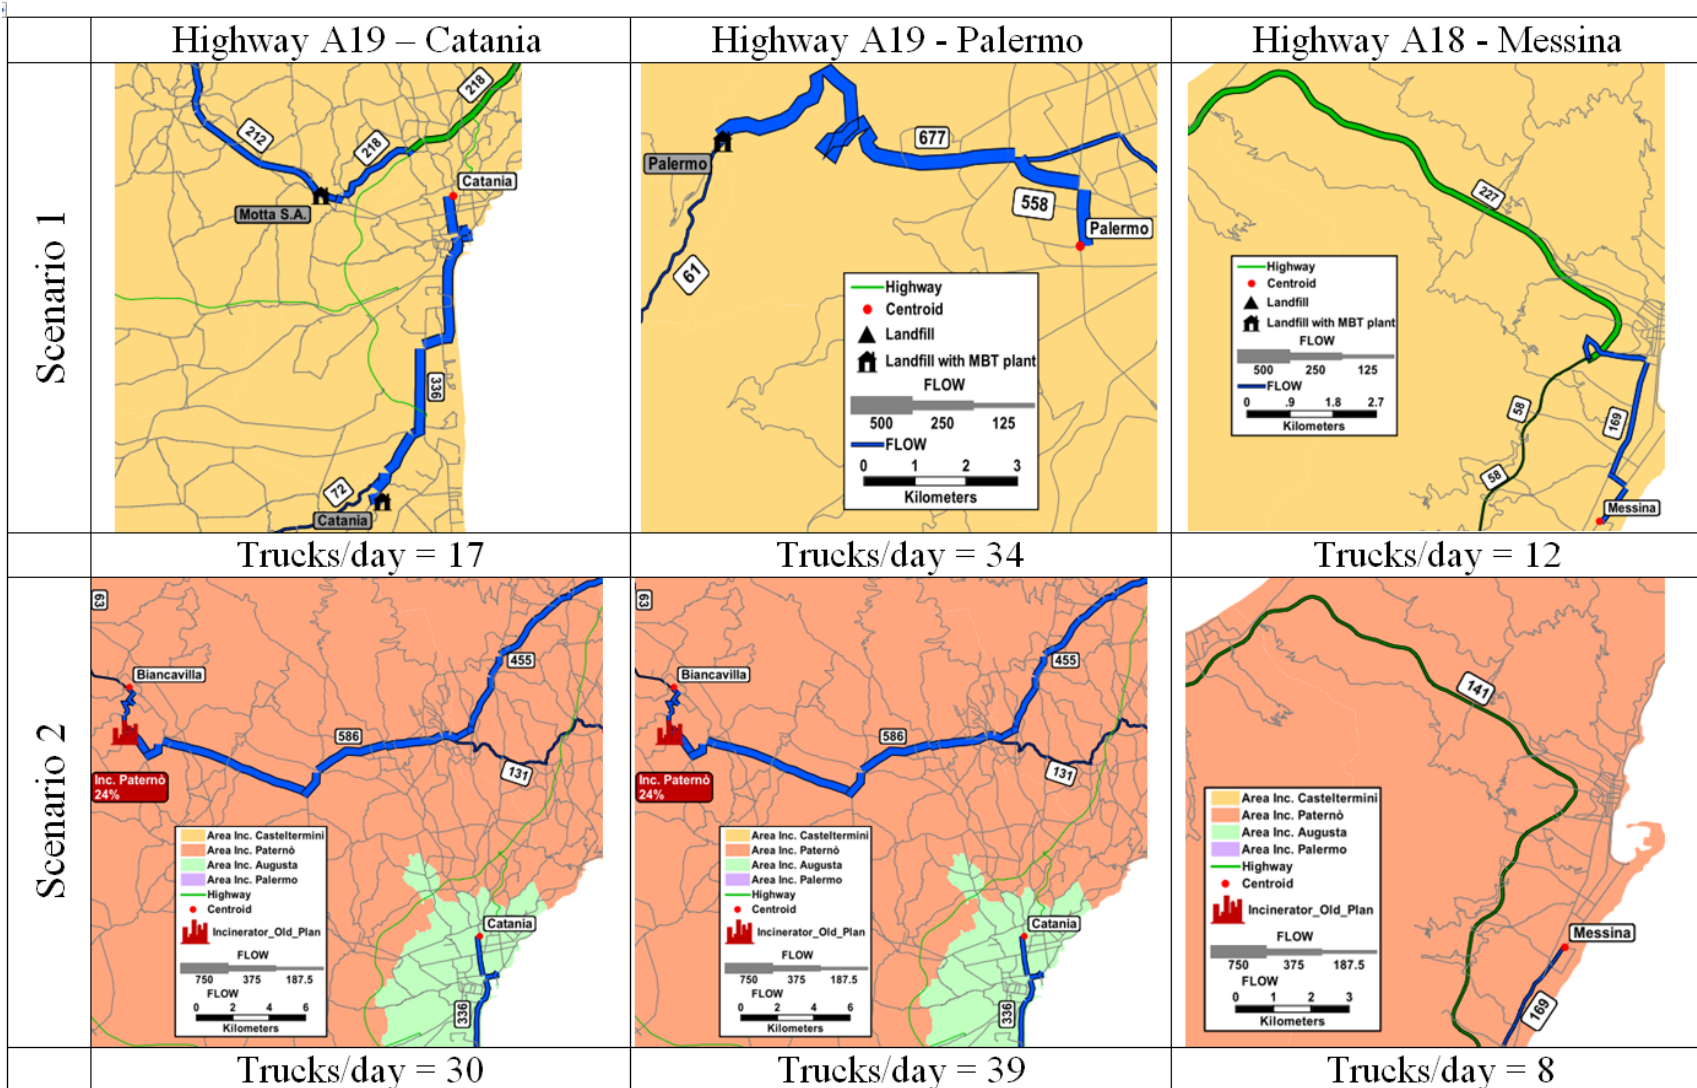 Highway A19 – Catania
Highway A19 - Palermo
Highway A18 - Messina
Scenario 1
212
218
218
Catania
Motta S.A.
336
72
Catania
677
Palermo
558
Palermo
61
Highway
Centroid
Landfill
Landfill with MBT plant
FLOW
500 250 125
FLOW
0 1 2 3
Kilometers
227
Highway
Centroid
Landfill
Landfill with MBT plant
FLOW
500 250 125
FLOW
0 .9 1.8 2.7
Kilometers
58
169
58
Messina
Trucks/day = 17
Trucks/day = 34
Trucks/day = 12
Scenario 2
63
455
Biancavilla
586
131
Inc. Paternò
24%
Area Inc. Casteltermini
Area Inc. Paternò
Area Inc. Augusta
Area Inc. Palermo
Highway
Centroid
Incinerator_Old_Plan
FLOW
750 375 187.5
FLOW
0 2 4 6
Kilometers
Catania
336
63
455
Biancavilla
586
131
Inc. Paternò
24%
Area Inc. Casteltermini
Area Inc. Paternò
Area Inc. Augusta
Area Inc. Palermo
Highway
Centroid
Incinerator_Old_Plan
FLOW
750 375 187.5
FLOW
0 2 4 6
Kilometers
Catania
336
141
Area Inc. Casteltermini
Area Inc. Paternò
Area Inc. Augusta
Area Inc. Palermo
Highway
Centroid
Incinerator_Old_Plan
FLOW
750 375 187.5
FLOW
0 1 2 3
Kilometers
Messina
169
Trucks/day = 30
Trucks/day = 39
Trucks/day = 8